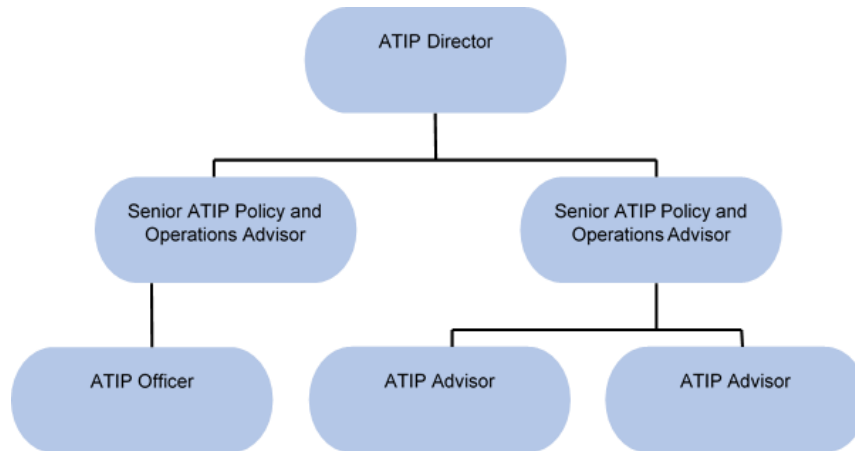 ATIP Director
Senior ATIP Policy and
Operations Advisor
Senior ATIP Policy and
Operations Advisor
ATIP Officer
ATIP Advisor
ATIP Advisor